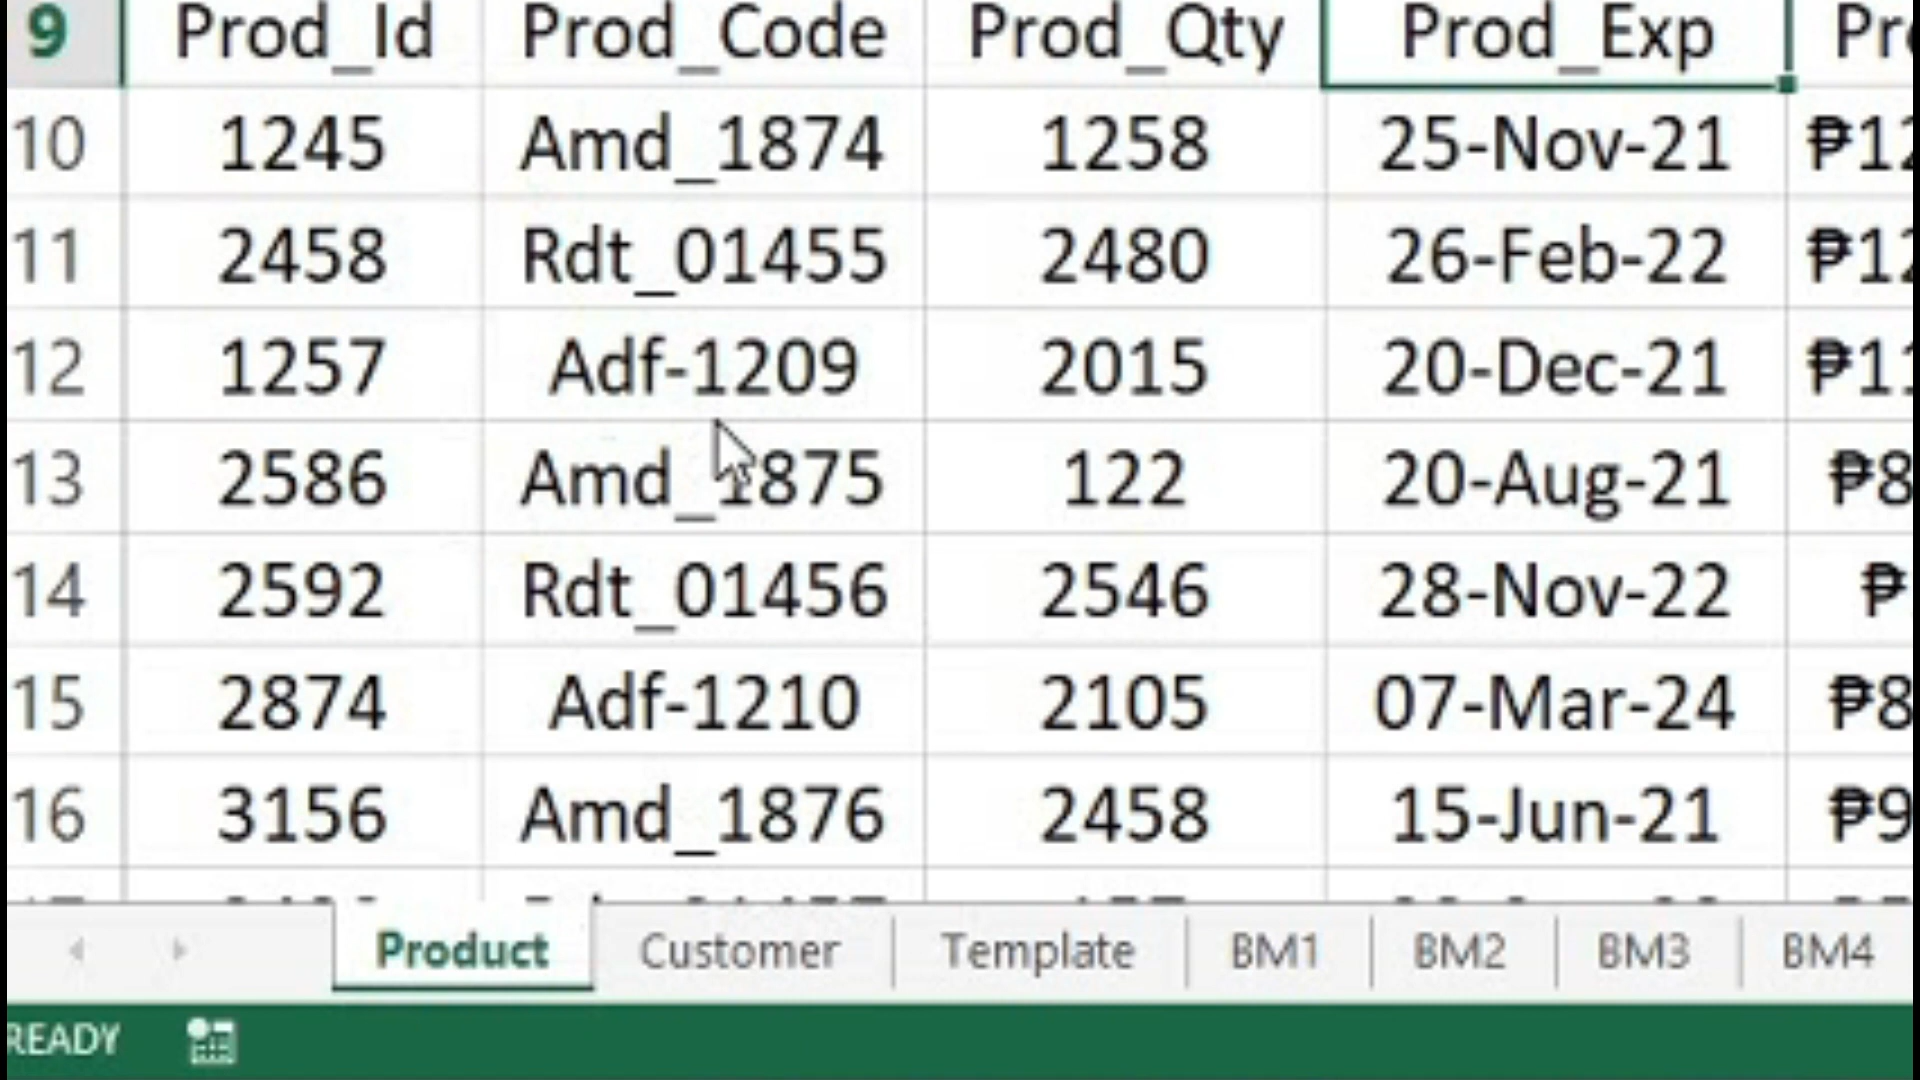 9 Prod_Id Prod_Code Prod_Qty Prod_Exp
10 1245 Amd_1874 1258 25-Nov-21 ₱12
11 2458 Rdt_01455 2480 26-Feb-22 ₱12
12 1257 Adf-1209 2015 20-Dec-21 ₱11
13 2586 Amd_1875 122 20-Aug-21 ₱8
14 2592 Rdt_01456 2546 28-Nov-22 ₱
15 2874 Adf-1210 2105 07-Mar-24 ₱8
16 3156 Amd_1876 2458 15-Jun-21 ₱9
Product Customer Template BM1 BM2 BM3 BM4
READY